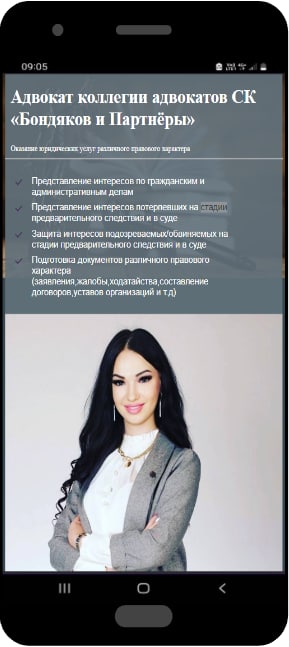 09:05
Адвокат коллегии адвокатов СК
«Бондяков и Партнёры»
Оказание юридических услуг различного правового характера
Представление интересов по гражданским и
административным делам
Представление интересов потерпевших на стадии
предварительного следствия и в суде
Защита интересов подозреваемых/обвиняемых на
стадии предварительного следствия и в суде
Подготовка документов различного правового
характера
(заявления,жалобы,ходатайства,составление
договоров,уставов организаций и т.д)